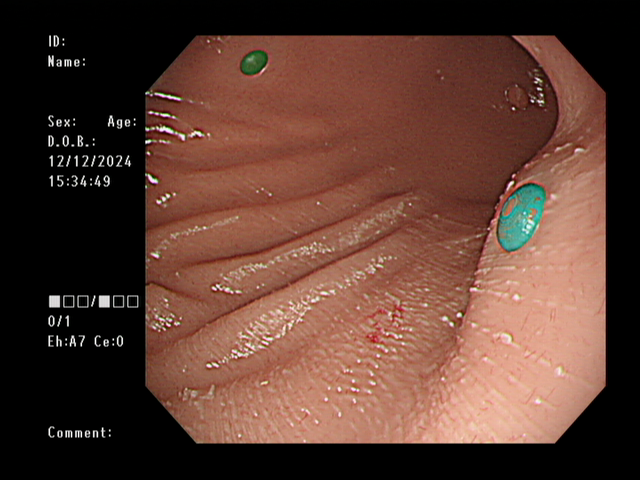 ID:
Name:
Sex: Age:
D.O.B.:
12/12/2024
15:34:49
■□□/■□□
0/1
Eh:A7 Ce:0
Comment: